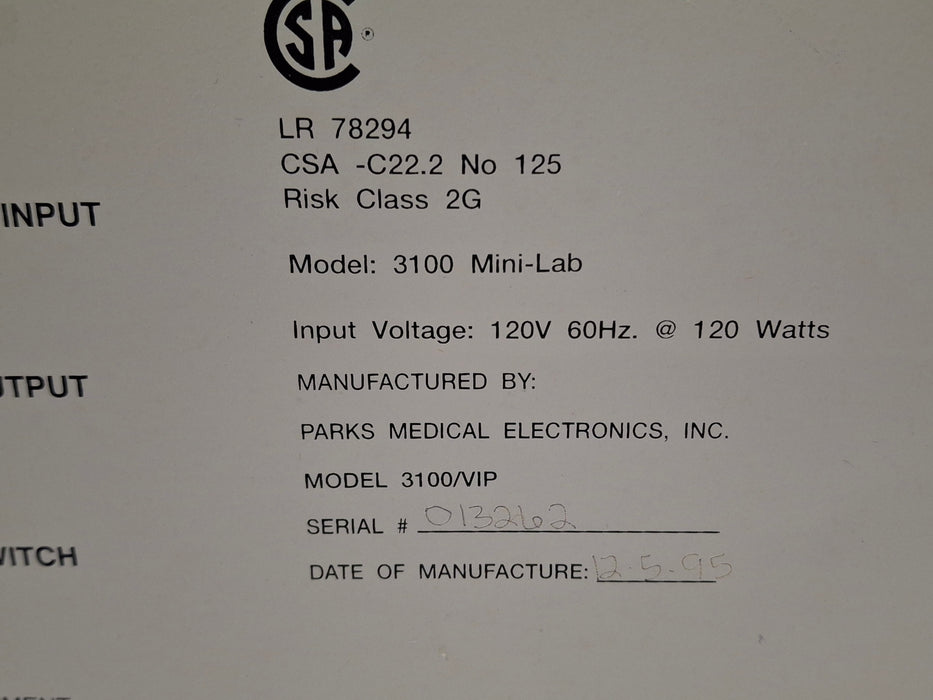 CSA ®
LR 78294
CSA -C22.2 No 125
Risk Class 2G
INPUT
Model: 3100 Mini-Lab
Input Voltage: 120V 60Hz. @ 120 Watts
UTPUT
MANUFACTURED BY:
PARKS MEDICAL ELECTRONICS, INC.
MODEL 3100/VIP
SERIAL # 013262
WITCH
DATE OF MANUFACTURE: 12.5.95